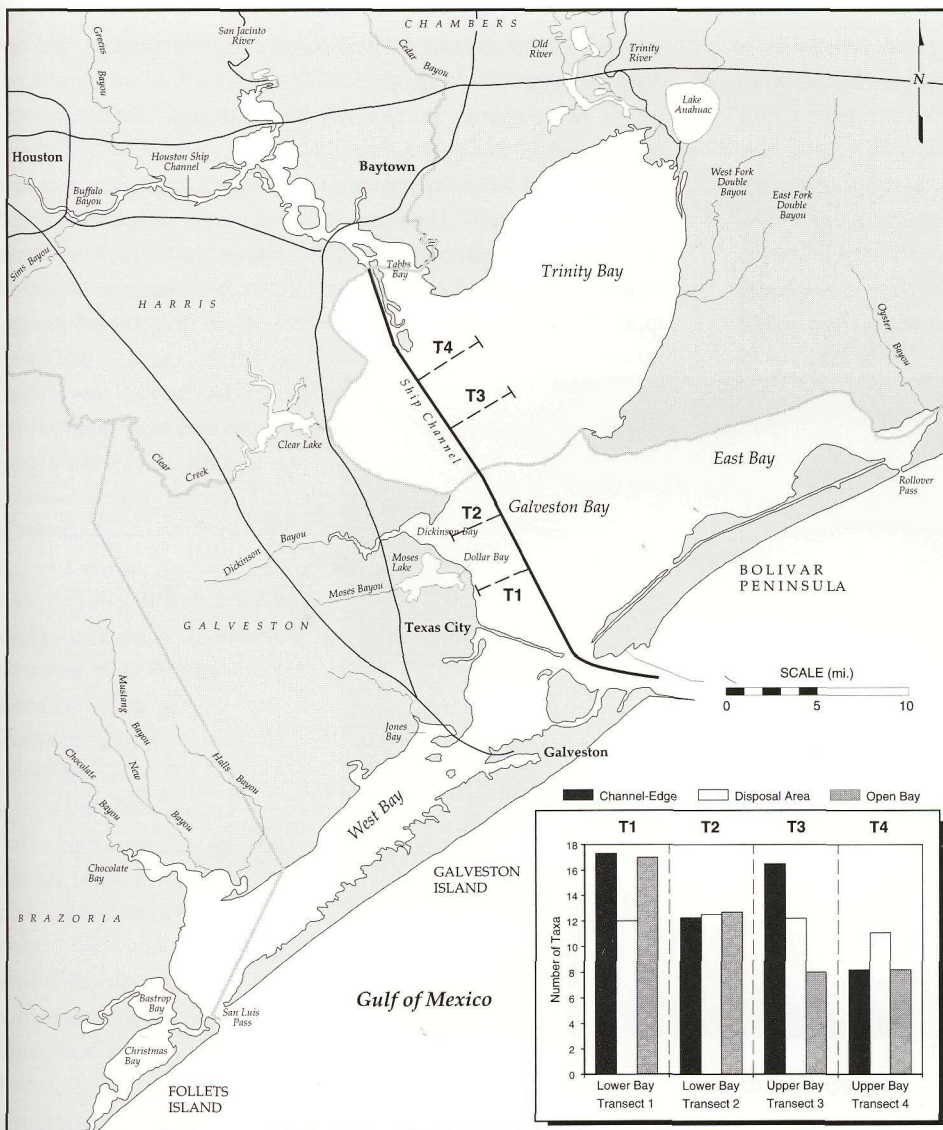 CHAMBERS
Greens
Bayou
San Jacinto
River
Cedar
Bayou
Old
River
Trinity
River
N
Lake
Anahuac
Houston
Houston Ship
Channel
Baytown
Buffalo
Bayou
West Fork
Double
Bayou
East Fork
Double
Bayou
Sims Bayou
Tabbs
Bay
Trinity Bay
HARRIS
Oyster
Bayou
T4
T3
Ship Channel
Clear Lake
Clear
Creek
East Bay
Rollover
Pass
Galveston Bay
T2
Dickinson Bay
Dickinson
Bayou
Dollar Bay
Moses
Lake
Moses Bayou
T1
BOLIVAR
PENINSULA
GALVESTON
Texas City
SCALE (mi.)
0 5 10
Mustang
Bayou
New
Bayou
Chocolate
Bayou
Halls
Bayou
Jones
Bay
Galveston
West Bay
Chocolate
Bay
GALVESTON
ISLAND
BRAZORIA
Gulf of Mexico
Bastrop
Bay
San Luis
Pass
Christmas
Bay
FOLLETS
ISLAND
Channel-Edge Disposal Area Open Bay
T1 T2 T3 T4
Number of Taxa
18
16
14
12
10
8
6
4
2
0
Lower Bay Lower Bay Upper Bay Upper Bay
Transect 1 Transect 2 Transect 3 Transect 4